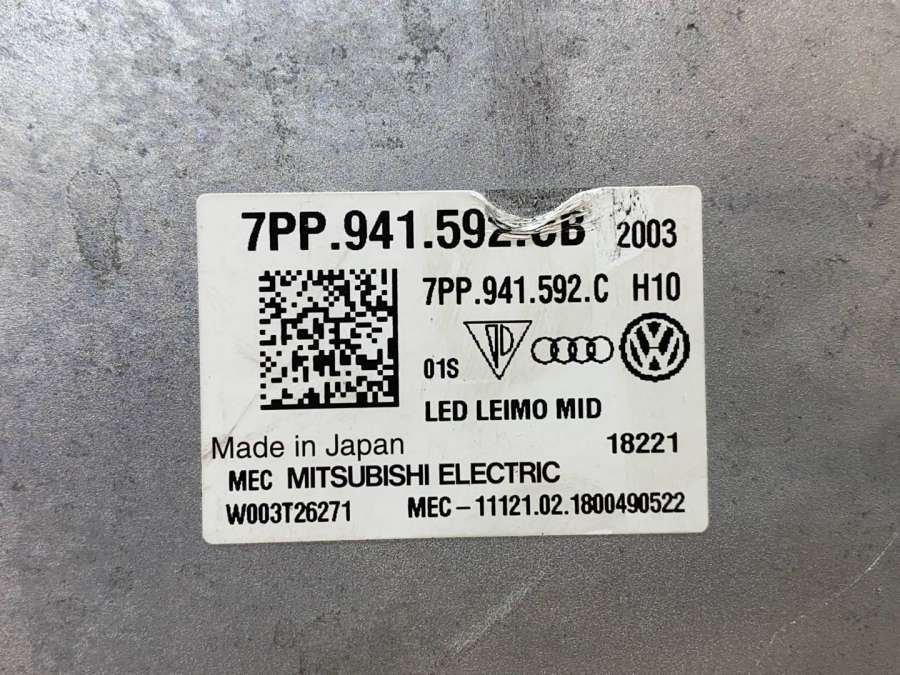 7PP.941.592.CB 2003
7PP.941.592.C H10
01S
LED LEIMO MID
Made in Japan 18221
MEC MITSUBISHI ELECTRIC
W003T26271 MEC-11121.02.1800490522